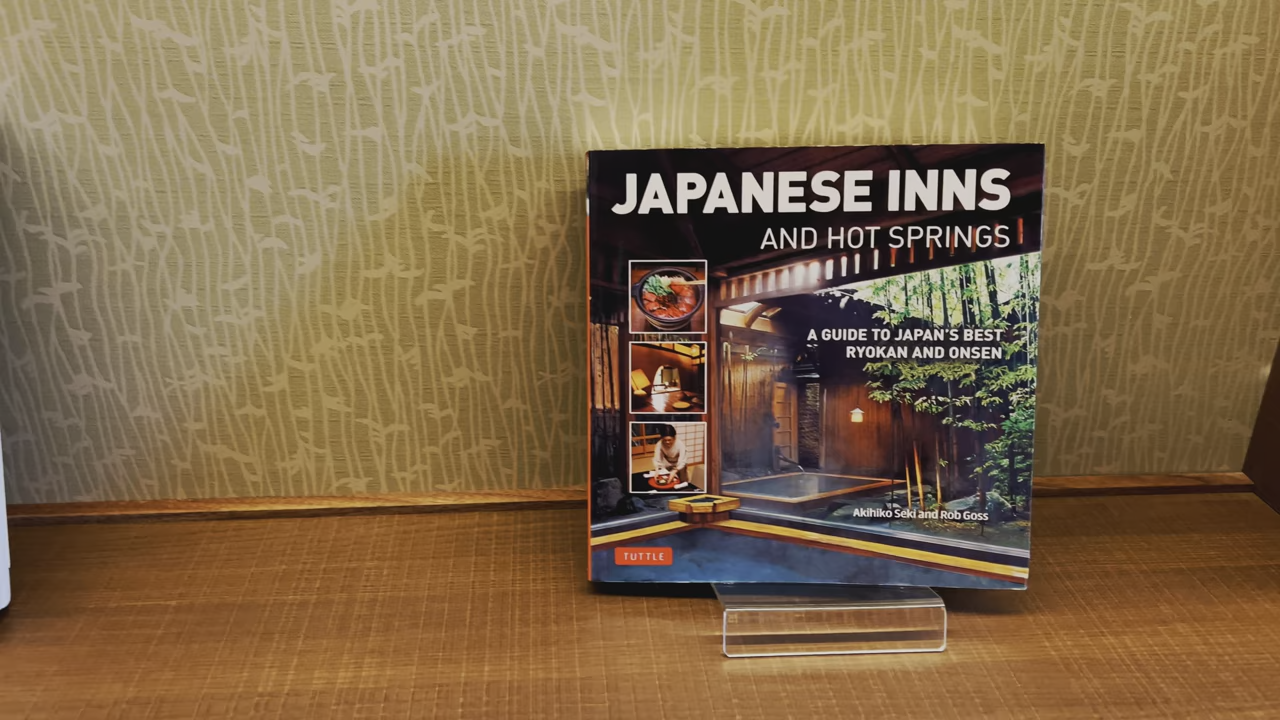 JAPANESE INNS
AND HOT SPRINGS
A GUIDE TO JAPAN'S BEST
RYOKAN AND ONSEN
Akihiko Seki and Rob Goss
TUTTLE